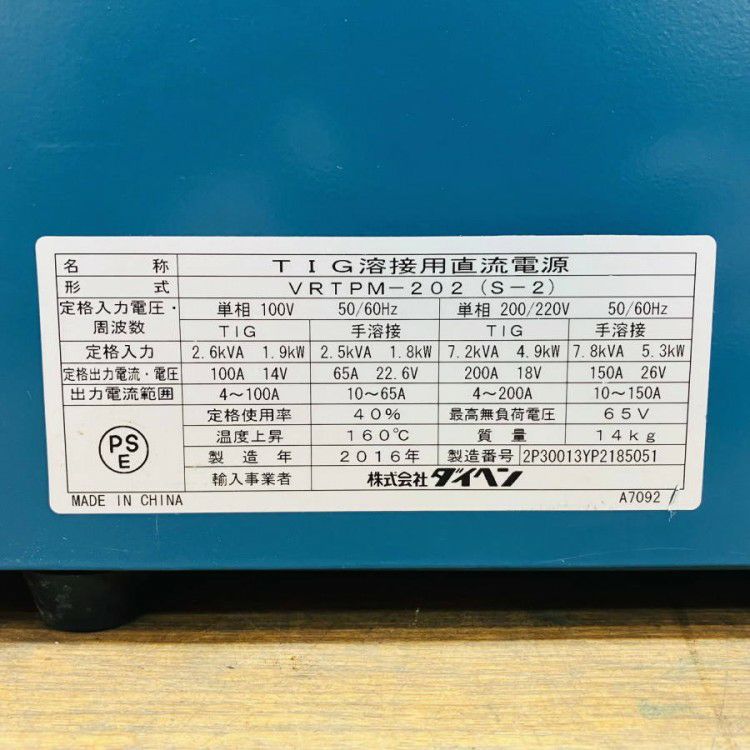 名称 TIG溶接用直流電源
形式 VRTPM-202(S-2)
定格入力電圧・周波数 単相 100V 50/60Hz 単相 200/220V 50/60Hz
TIG 手溶接 TIG 手溶接
定格入力 2.6kVA 1.9kW 2.5kVA 1.8kW 7.2kVA 4.9kW 7.8kVA 5.3kW
定格出力電流・電圧 100A 14V 65A 22.6V 200A 18V 150A 26V
出力電流範囲 4～100A 10～65A 4～200A 10～150A
定格使用率 40% 最高無負荷電圧 65V
温度上昇 160℃ 質量 14kg
製造年 2016年 製造番号 2P30013YP2185051
輸入事業者 株式会社ダイヘン
PS
E
MADE IN CHINA A7092